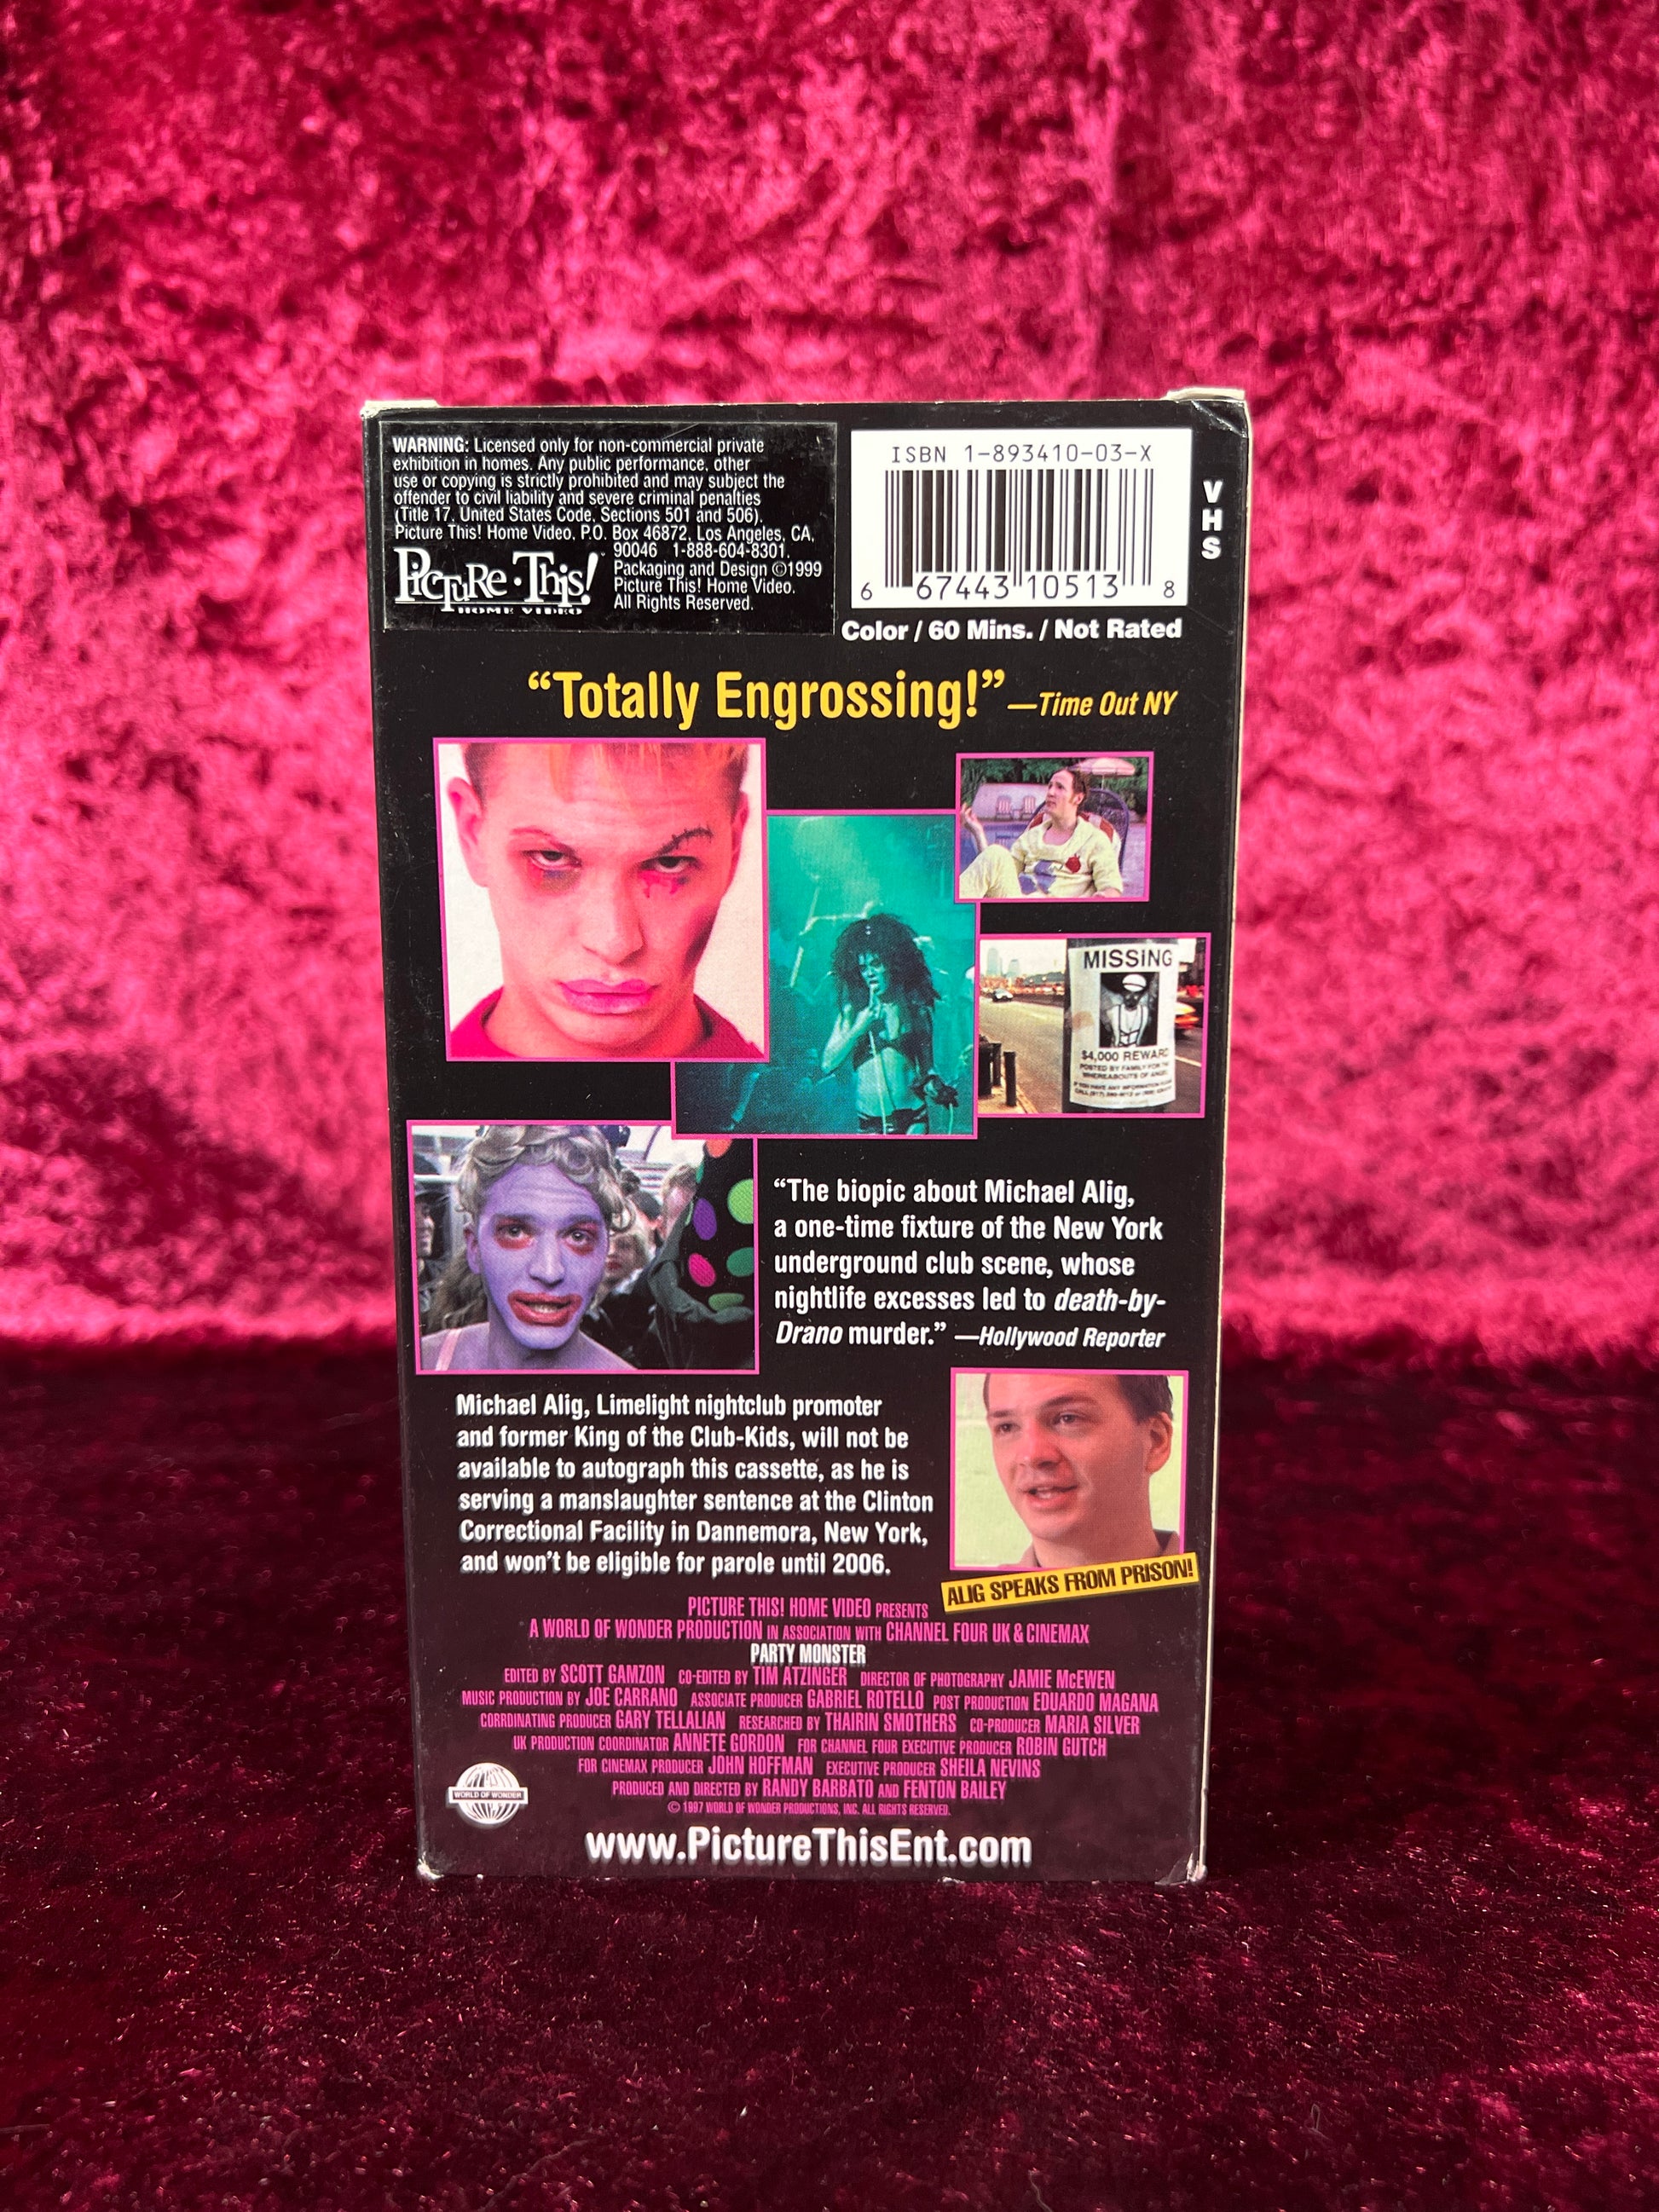 WARNING: Licensed only for non-commercial private
exhibition in homes. Any public performance, other
use or copying is strictly prohibited and may subject the
offender to civil liability and severe criminal penalties
(Title 17, United States Code, Sections 501 and 506).
Picture This! Home Video, P.O. Box 46872, Los Angeles, CA,
90046 1-888-604-8301.
Packaging and Design ©1999
Picture This! Home Video.
All Rights Reserved.
PICTURE THIS!
HOME VIDEO
ISBN 1-893410-03-X
6 67443 10513 8
VHS
Color / 60 Mins. / Not Rated
“Totally Engrossing!” —Time Out NY
MISSING
$4,000 REWARD
POSTED BY FAMILY FOR THE
WHEREABOUTS OF ANGEL
“The biopic about Michael Alig,
a one-time fixture of the New York
underground club scene, whose
nightlife excesses led to death-by-
Drano murder.” —Hollywood Reporter
Michael Alig, Limelight nightclub promoter
and former King of the Club-Kids, will not be
available to autograph this cassette, as he is
serving a manslaughter sentence at the Clinton
Correctional Facility in Dannemora, New York,
and won’t be eligible for parole until 2006.
ALIG SPEAKS FROM PRISON!
PICTURE THIS! HOME VIDEO PRESENTS
A WORLD OF WONDER PRODUCTION IN ASSOCIATION WITH CHANNEL FOUR UK & CINEMAX
PARTY MONSTER
EDITED BY SCOTT GAMZON CO-EDITED BY TIM ATZINGER DIRECTOR OF PHOTOGRAPHY JAMIE McEWEN
MUSIC PRODUCTION BY JOE CARRANO ASSOCIATE PRODUCER GABRIEL ROTELLO POST PRODUCTION EDUARDO MAGANA
CORRDINATING PRODUCER GARY TELLALIAN RESEARCHED BY THAIRIN SMOTHERS CO-PRODUCER MARIA SILVER
UK PRODUCTION COORDINATOR ANNETE GORDON FOR CHANNEL FOUR EXECUTIVE PRODUCER ROBIN GUTCH
FOR CINEMAX PRODUCER JOHN HOFFMAN EXECUTIVE PRODUCER SHEILA NEVINS
PRODUCED AND DIRECTED BY RANDY BARBATO AND FENTON BAILEY
© 1997 WORLD OF WONDER PRODUCTIONS, INC. ALL RIGHTS RESERVED.
WORLD OF WONDER
www.PictureThisEnt.com